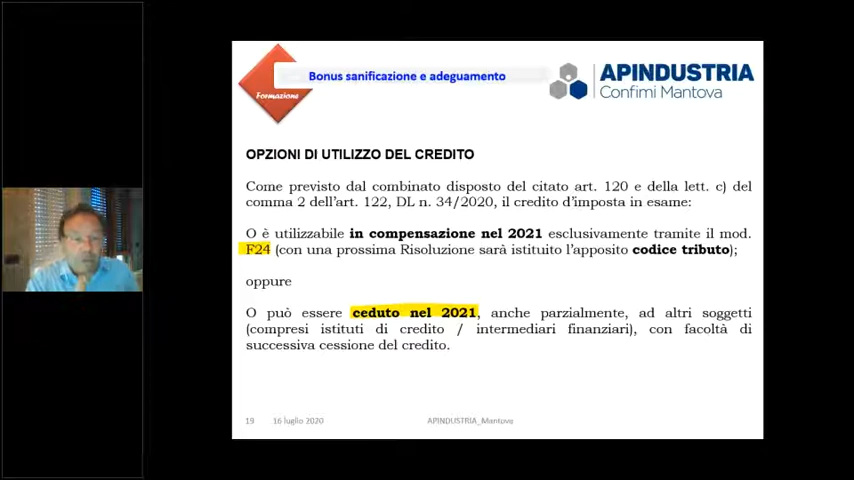 Bonus sanificazione e adeguamento
Formazione
APINDUSTRIA
Confimi Mantova
OPZIONI DI UTILIZZO DEL CREDITO
Come previsto dal combinato disposto del citato art. 120 e della lett. c) del
comma 2 dell'art. 122, DL n. 34/2020, il credito d'imposta in esame:
O è utilizzabile in compensazione nel 2021 esclusivamente tramite il mod.
F24 (con una prossima Risoluzione sarà istituito l'apposito codice tributo);
oppure
O può essere ceduto nel 2021, anche parzialmente, ad altri soggetti
(compresi istituti di credito / intermediari finanziari), con facoltà di
successiva cessione del credito.
19 16 luglio 2020 APINDUSTRIA_Mantova